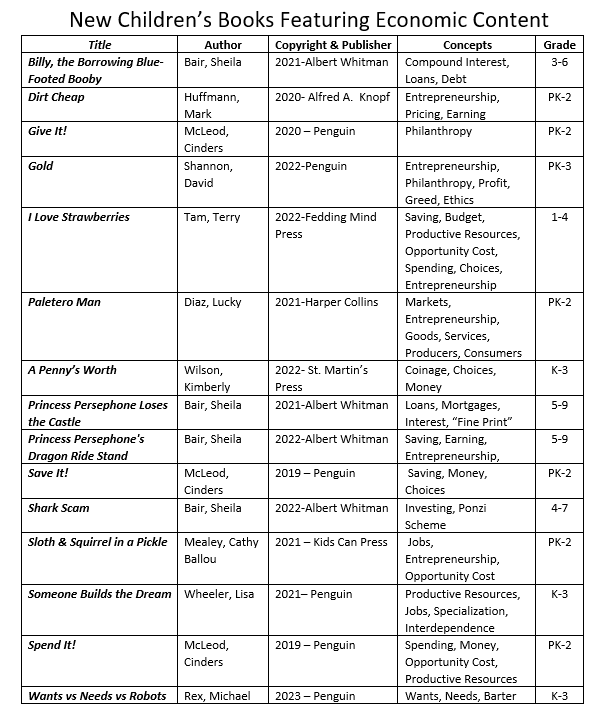 New Children's Books Featuring Economic Content
Title Author Copyright & Publisher Concepts Grade
Billy, the Borrowing Blue- Bair, Sheila 2021-Albert Whitman Compound Interest, 3-6
Footed Booby Loans, Debt
Dirt Cheap Huffmann, 2020- Alfred A. Knopf Entrepreneurship, PK-2
Mark Pricing, Earning
Give It! McLeod, 2020 – Penguin Philanthropy PK-2
Cinders
Gold Shannon, 2022-Penguin Entrepreneurship, PK-3
David Philanthropy, Profit,
Greed, Ethics
I Love Strawberries Tam, Terry 2022-Fedding Mind Saving, Budget, 1-4
Press Productive Resources,
Opportunity Cost,
Spending, Choices,
Entrepreneurship
Paletero Man Diaz, Lucky 2021-Harper Collins Markets, PK-2
Entrepreneurship,
Goods, Services,
Producers, Consumers
A Penny's Worth Wilson, 2022- St. Martin's Coinage, Choices, K-3
Kimberly Press Money
Princess Persephone Loses Bair, Sheila 2021-Albert Whitman Loans, Mortgages, 5-9
the Castle Interest, "Fine Print"
Princess Persephone's Bair, Sheila 2022-Albert Whitman Saving, Earning, 5-9
Dragon Ride Stand Entrepreneurship,
Save It! McLeod, 2019 – Penguin Saving, Money, PK-2
Cinders Choices
Shark Scam Bair, Sheila 2022-Albert Whitman Investing, Ponzi 4-7
Scheme
Sloth & Squirrel in a Pickle Mealey, Cathy 2021 – Kids Can Press Jobs, PK-2
Ballou Entrepreneurship,
Opportunity Cost
Someone Builds the Dream Wheeler, Lisa 2021– Penguin Productive Resources, K-3
Jobs, Specialization,
Interdependence
Spend It! McLeod, 2019 – Penguin Spending, Money, PK-2
Cinders Opportunity Cost,
Productive Resources
Wants vs Needs vs Robots Rex, Michael 2023 – Penguin Wants, Needs, Barter K-3